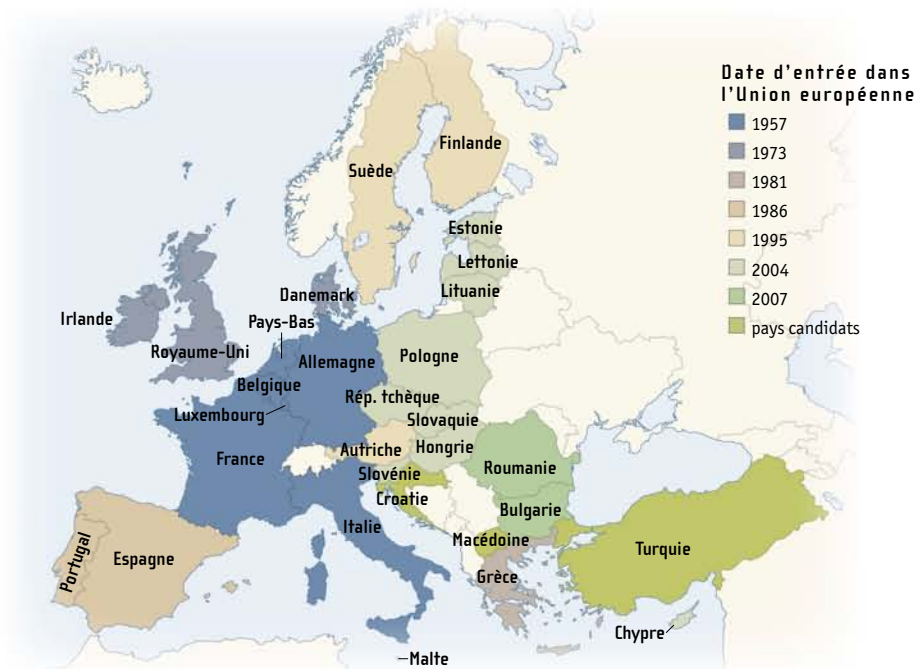 Date d'entrée dans
l'Union européenne
1957
1973
1981
1986
1995
2004
2007
pays candidats
Finlande
Suède
Estonie
Lettonie
Lituanie
Danemark
Irlande
Pays-Bas
Royaume-Uni
Allemagne
Pologne
Belgique
Rép. tchèque
Luxembourg
Slovaquie
France
Autriche
Hongrie
Roumanie
Slovénie
Croatie
Bulgarie
Italie
Macédoine
Turquie
Portugal
Espagne
Grèce
Chypre
Malte